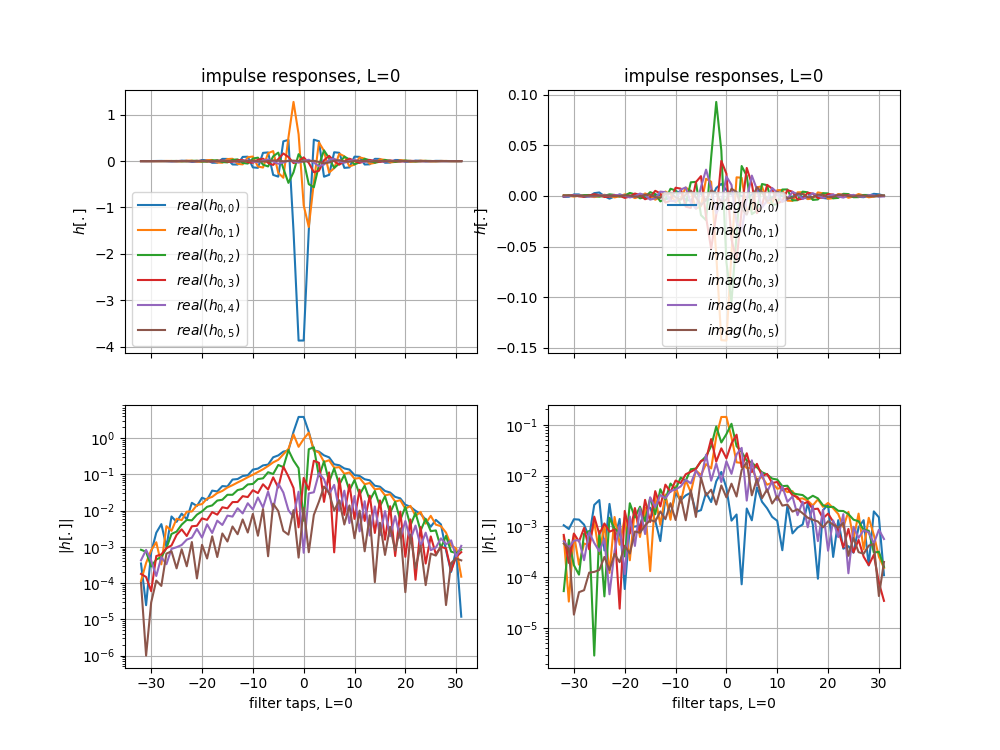 impulse responses, L=0
impulse responses, L=0
1
0
−1
−2
−3
−4
h[.]
real(h0,0)
real(h0,1)
real(h0,2)
real(h0,3)
real(h0,4)
real(h0,5)
0.10
0.05
0.00
−0.05
−0.10
−0.15
h[.]
imag(h0,0)
imag(h0,1)
imag(h0,2)
imag(h0,3)
imag(h0,4)
imag(h0,5)
10^0
10^−1
10^−2
10^−3
10^−4
10^−5
10^−6
|h[.]|
−30 −20 −10 0 10 20 30
filter taps, L=0
10^−1
10^−2
10^−3
10^−4
10^−5
|h[.]|
−30 −20 −10 0 10 20 30
filter taps, L=0